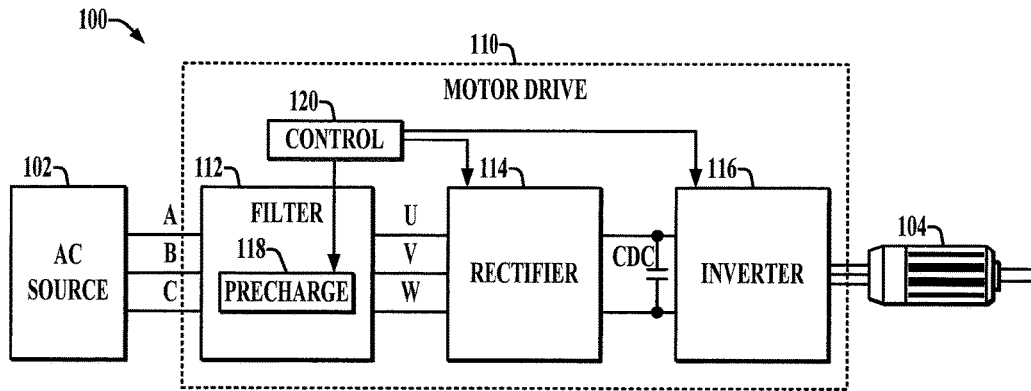 100
110
MOTOR DRIVE
120
CONTROL
102
112
114
116
AC
SOURCE
A
B
C
FILTER
118
PRECHARGE
U
V
W
RECTIFIER
CDC
INVERTER
104